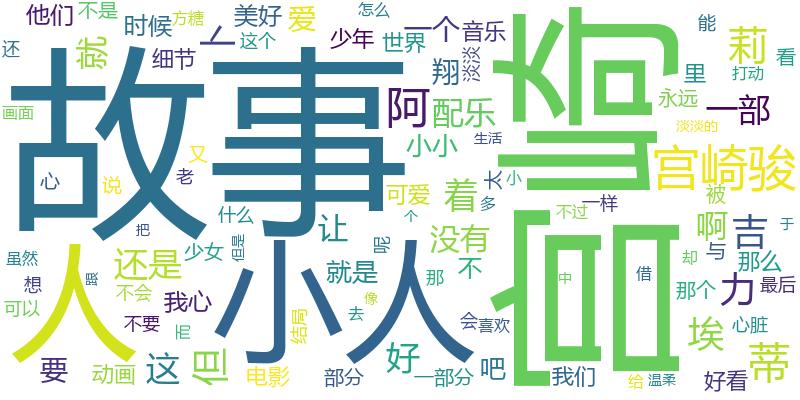 他们
不是
方糖
时候
美好
爱
怎么
一个
音乐
能
还
就
细节
这个
少年
世界
淡淡
莉
看
里
打动
画面
故事
翔
阿
配乐
小小
永远
一部
淡淡的
生活
宫崎
宫崎骏
心
说
又
老
可爱
着
太
小
被
什么
把
少女
但是
让
呢
个
没有
多
不过
一样
啊
与
吉
于
虽然
想
跟
还是
不会
我心
就是
那
不
中
借
却
那么
那个
力
最后
可以
人
小人
不要
而
结局
去
像
会
喜欢
埃
心脏
蒂
要
动画
这
但
电影
部分
好
一部分
吧
我们
给
温柔
好看